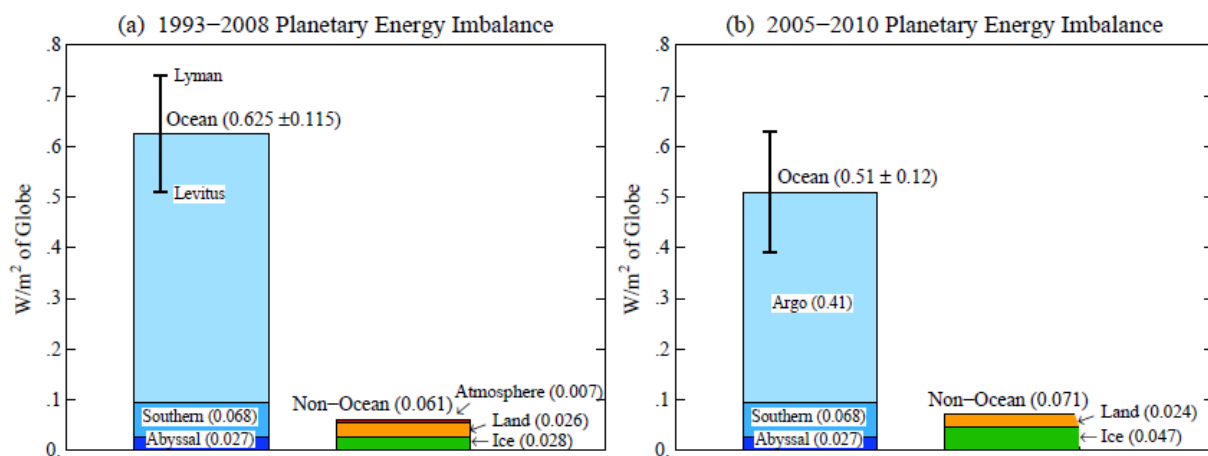 (a) 1993−2008 Planetary Energy Imbalance
W/m² of Globe
.8
.7
.6
.5
.4
.3
.2
.1
0.
Lyman
Ocean (0.625 ±0.115)
Levitus
Southern (0.068)
Abyssal (0.027)
Non−Ocean (0.061)
Atmosphere (0.007)
Land (0.026)
Ice (0.028)
(b) 2005−2010 Planetary Energy Imbalance
W/m² of Globe
.8
.7
.6
.5
.4
.3
.2
.1
0.
Ocean (0.51 ± 0.12)
Argo (0.41)
Southern (0.068)
Abyssal (0.027)
Non−Ocean (0.071)
Land (0.024)
Ice (0.047)